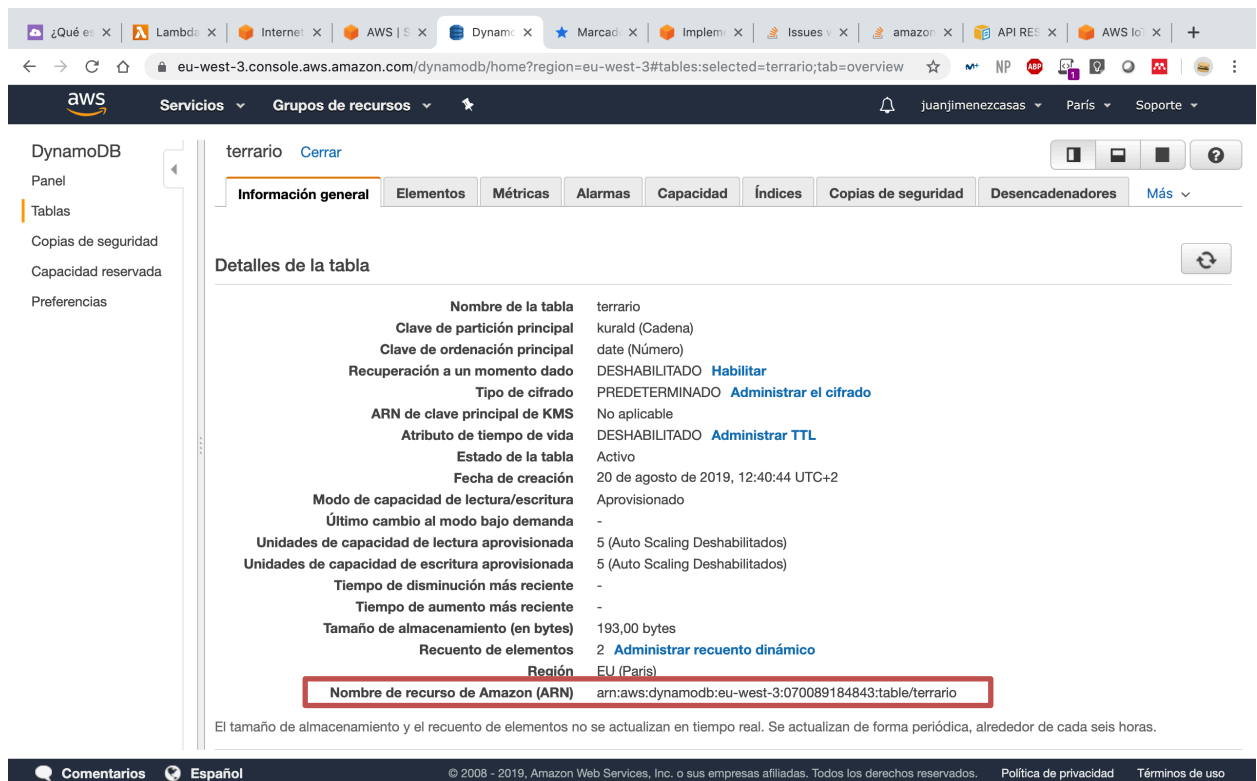 ¿Qué es
Lambda
Internet
AWS | S
Dynamo
Marcad
Implem
Issues
amazon
API RES
AWS IoT
eu-west-3.console.aws.amazon.com/dynamodb/home?region=eu-west-3#tables:selected=terrario;tab=overview
M+ NP ABP 1
aws
Servicios
Grupos de recursos
juanjimenezcasas
París
Soporte
DynamoDB
Panel
Tablas
Copias de seguridad
Capacidad reservada
Preferencias
terrario Cerrar
Información general Elementos Métricas Alarmas Capacidad Índices Copias de seguridad Desencadenadores Más
Detalles de la tabla
Nombre de la tabla terrario
Clave de partición principal kuraId (Cadena)
Clave de ordenación principal date (Número)
Recuperación a un momento dado DESHABILITADO Habilitar
Tipo de cifrado PREDETERMINADO Administrar el cifrado
ARN de clave principal de KMS No aplicable
Atributo de tiempo de vida DESHABILITADO Administrar TTL
Estado de la tabla Activo
Fecha de creación 20 de agosto de 2019, 12:40:44 UTC+2
Modo de capacidad de lectura/escritura Aprovisionado
Último cambio al modo bajo demanda -
Unidades de capacidad de lectura aprovisionada 5 (Auto Scaling Deshabilitados)
Unidades de capacidad de escritura aprovisionada 5 (Auto Scaling Deshabilitados)
Tiempo de disminución más reciente -
Tiempo de aumento más reciente -
Tamaño de almacenamiento (en bytes) 193,00 bytes
Recuento de elementos 2 Administrar recuento dinámico
Región EU (Paris)
Nombre de recurso de Amazon (ARN) arn:aws:dynamodb:eu-west-3:070089184843:table/terrario
El tamaño de almacenamiento y el recuento de elementos no se actualizan en tiempo real. Se actualizan de forma periódica, alrededor de cada seis horas.
Comentarios Español © 2008 - 2019, Amazon Web Services, Inc. o sus empresas afiliadas. Todos los derechos reservados. Política de privacidad Términos de uso